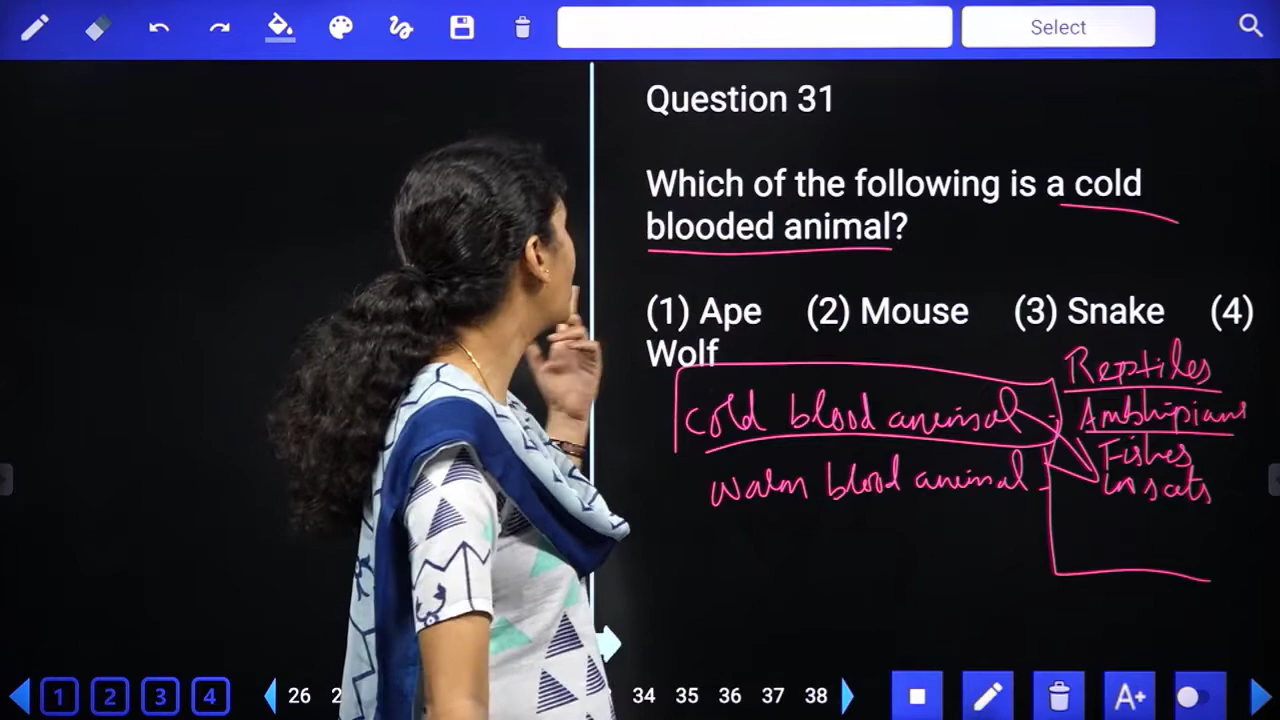 Select
Question 31
Which of the following is a cold
blooded animal?
(1) Ape (2) Mouse (3) Snake (4)
Wolf
Reptiles
cold blood animal
Ambhipians
Fishes
warm blood animal
Inscats
1 2 3 4
26 2 34 35 36 37 38
A+